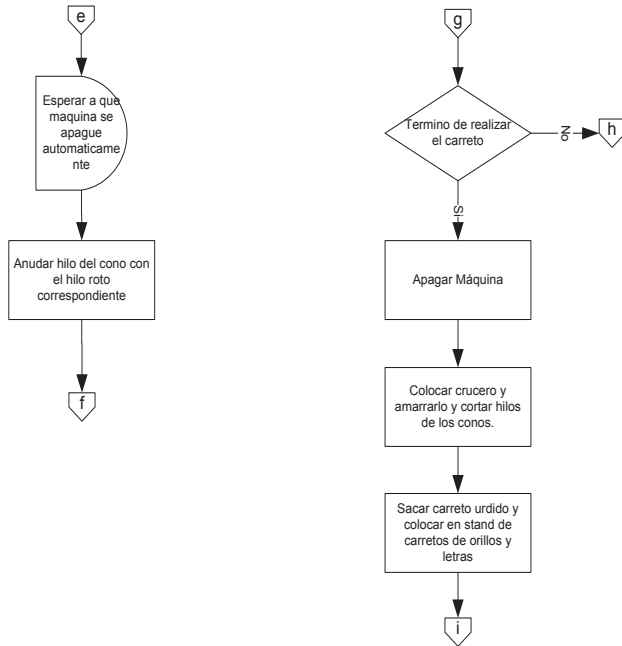 e
Esperar a que
maquina se
apague
automaticame
nte
Anudar hilo del cono con
el hilo roto
correspondiente
f
g
Termino de realizar
el carreto
No
h
Si
Apagar Máquina
Colocar crucero y
amarrarlo y cortar hilos
de los conos.
Sacar carreto urdido y
colocar en stand de
carretos de orillos y
letras
i